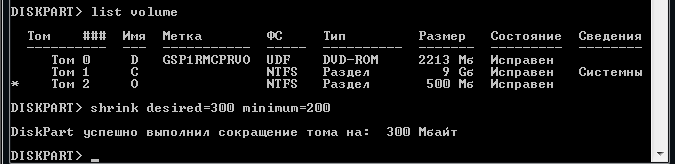 DISKPART> list volume
Том ### Имя Метка ФС Тип Размер Состояние Сведения
---------- --- ----------- ----- ---------- ------- --------- --------
Том 0 D GSP1RMCPRVO UDF DVD-ROM 2213 Мб Исправен
Том 1 C NTFS Раздел 9 Gб Исправен Системны
* Том 2 O NTFS Раздел 500 Мб Исправен
DISKPART> shrink desired=300 minimum=200
DiskPart успешно выполнил сокращение тома на: 300 Мбайт
DISKPART> _